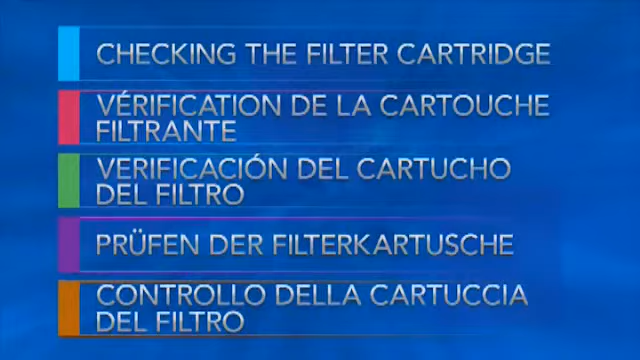 CHECKING THE FILTER CARTRIDGE
VÉRIFICATION DE LA CARTOUCHE
FILTRANTE
VERIFICACIÓN DEL CARTUCHO
DEL FILTRO
PRÜFEN DER FILTERKARTUSCHE
CONTROLLO DELLA CARTUCCIA
DEL FILTRO